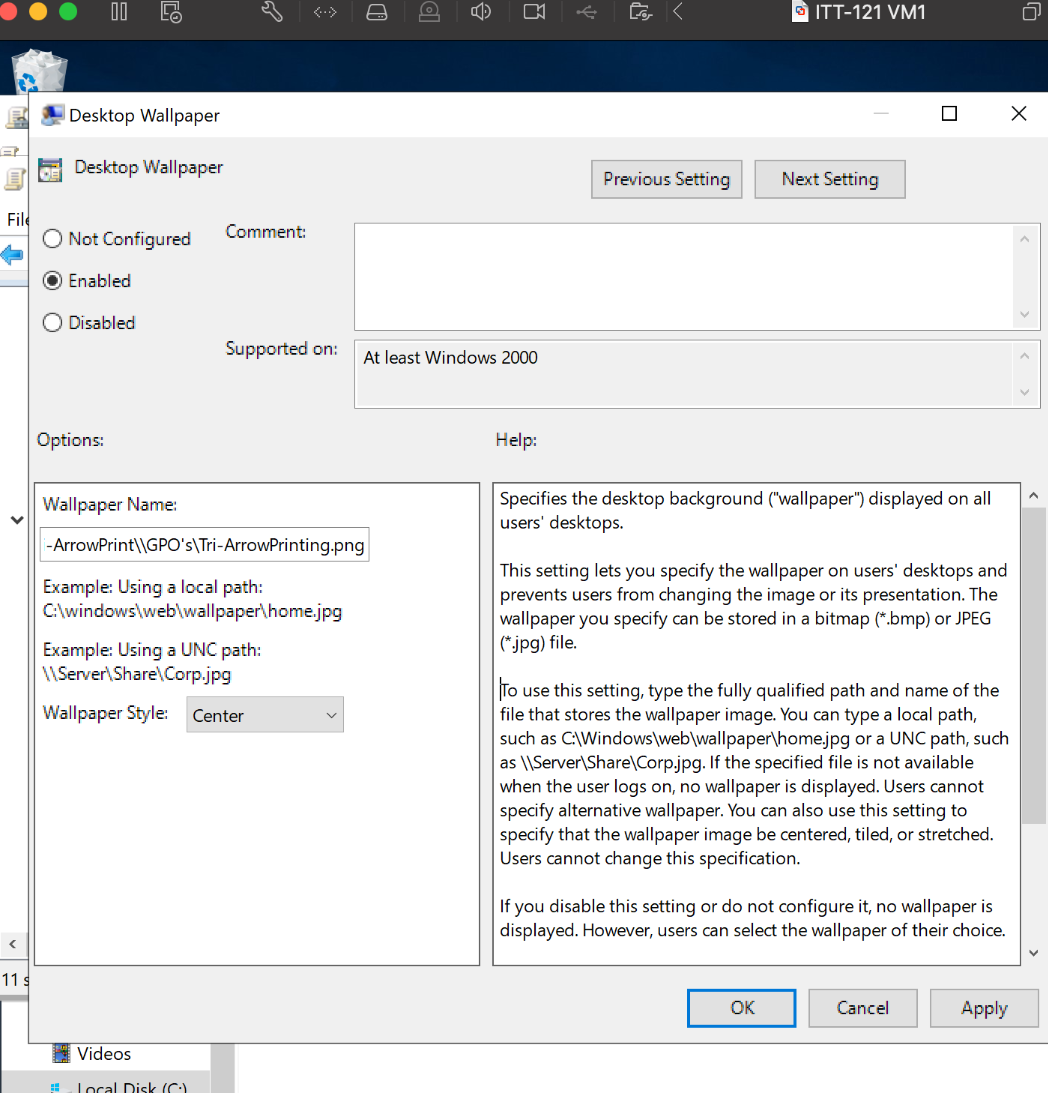 ITT-121 VM1
Desktop Wallpaper
Desktop Wallpaper
Previous Setting
Next Setting
File
Not Configured
Enabled
Disabled
Comment:
Supported on:
At least Windows 2000
Options:
Help:
Wallpaper Name:
-ArrowPrint\\GPO's\Tri-ArrowPrinting.png
Example: Using a local path:
C:\windows\web\wallpaper\home.jpg
Example: Using a UNC path:
\\Server\Share\Corp.jpg
Wallpaper Style:
Center
Specifies the desktop background ("wallpaper") displayed on all
users' desktops.
This setting lets you specify the wallpaper on users' desktops and
prevents users from changing the image or its presentation. The
wallpaper you specify can be stored in a bitmap (*.bmp) or JPEG
(*.jpg) file.
To use this setting, type the fully qualified path and name of the
file that stores the wallpaper image. You can type a local path,
such as C:\Windows\web\wallpaper\home.jpg or a UNC path, such
as \\Server\Share\Corp.jpg. If the specified file is not available
when the user logs on, no wallpaper is displayed. Users cannot
specify alternative wallpaper. You can also use this setting to
specify that the wallpaper image be centered, tiled, or stretched.
Users cannot change this specification.
If you disable this setting or do not configure it, no wallpaper is
displayed. However, users can select the wallpaper of their choice.
11 s
OK
Cancel
Apply
Videos
Local Disk (C:)